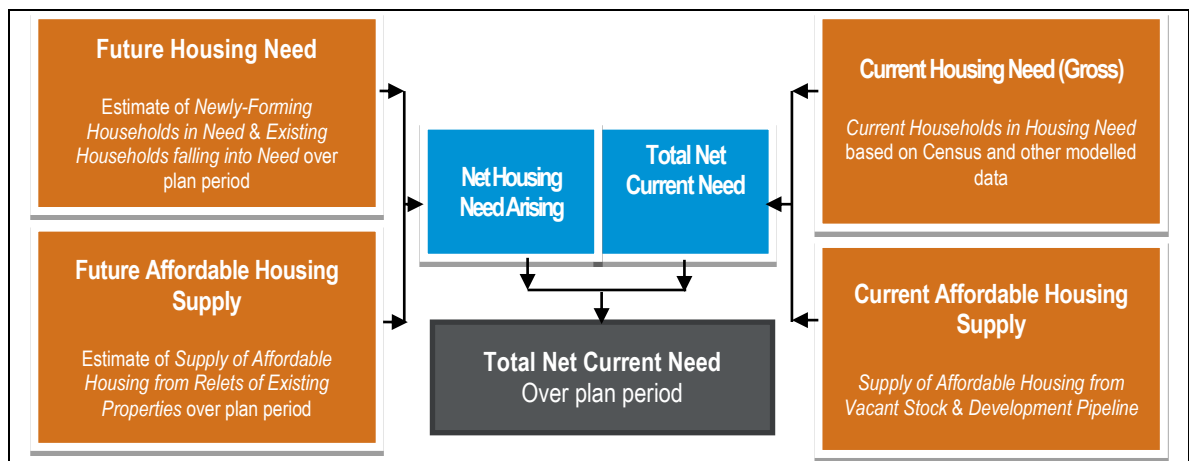 Future Housing Need
Estimate of Newly-Forming
Households in Need & Existing
Households falling into Need over
plan period
Future Affordable Housing
Supply
Estimate of Supply of Affordable
Housing from Relets of Existing
Properties over plan period
Net Housing
Need Arising
Total Net
Current Need
Total Net Current Need
Over plan period
Current Housing Need (Gross)
Current Households in Housing Need
based on Census and other modelled
data
Current Affordable Housing
Supply
Supply of Affordable Housing from
Vacant Stock & Development Pipeline